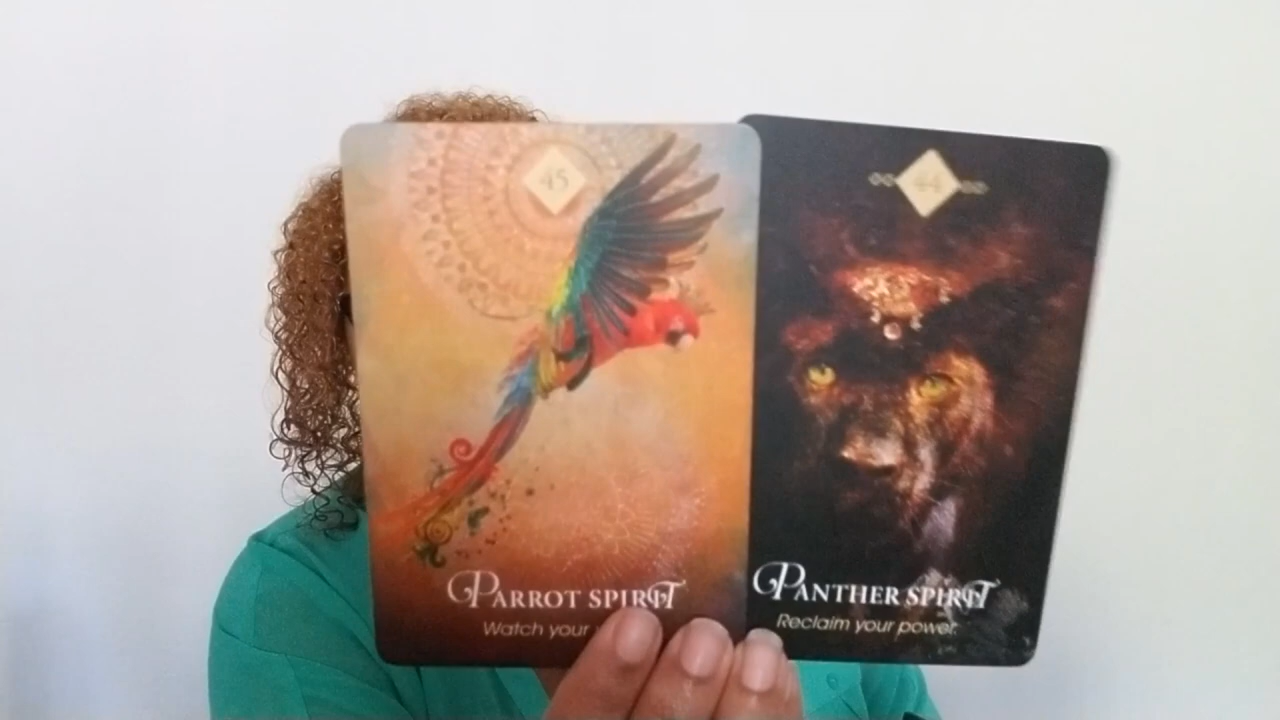 45
PARROT SPIRIT
Watch your
44
PANTHER SPIRIT
Reclaim your power.